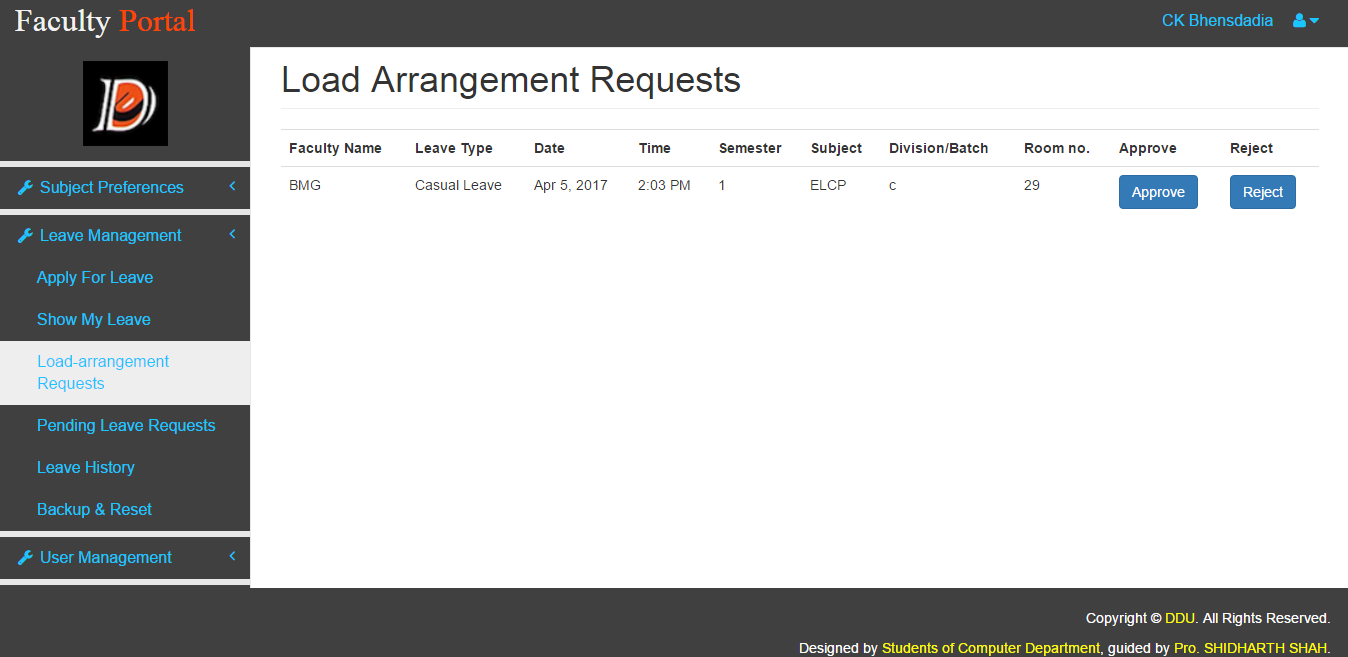 Faculty Portal
CK Bhensdadia
D
Subject Preferences
Leave Management
Apply For Leave
Show My Leave
Load-arrangement
Requests
Pending Leave Requests
Leave History
Backup & Reset
User Management
Load Arrangement Requests
Faculty Name Leave Type Date Time Semester Subject Division/Batch Room no. Approve Reject
BMG Casual Leave Apr 5, 2017 2:03 PM 1 ELCP c 29 Approve Reject
Copyright © DDU. All Rights Reserved.
Designed by Students of Computer Department, guided by Pro. SHIDHARTH SHAH.